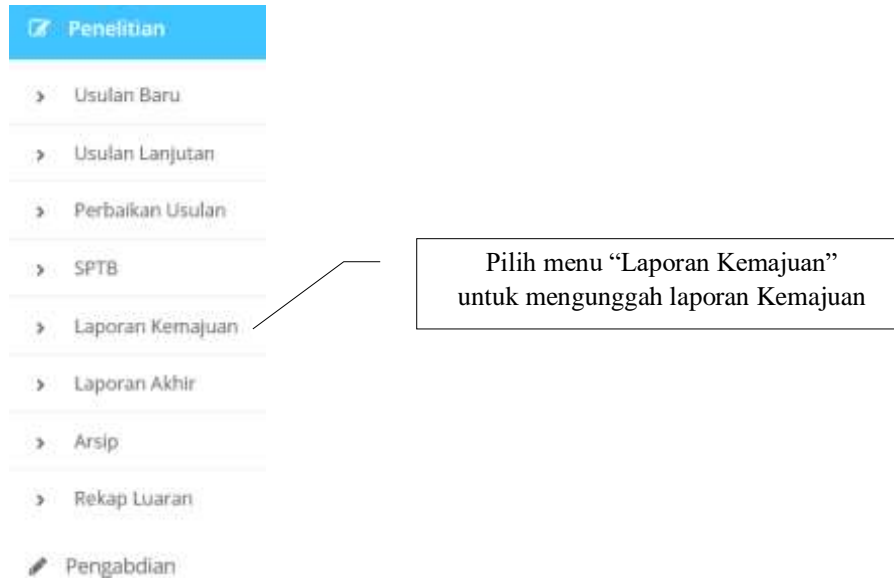 Penelitian
Usulan Baru
Usulan Lanjutan
Perbaikan Usulan
SPTB
Laporan Kemajuan
Laporan Akhir
Arsip
Rekap Luaran
Pengabdian
Pilih menu “Laporan Kemajuan”
untuk mengunggah laporan Kemajuan